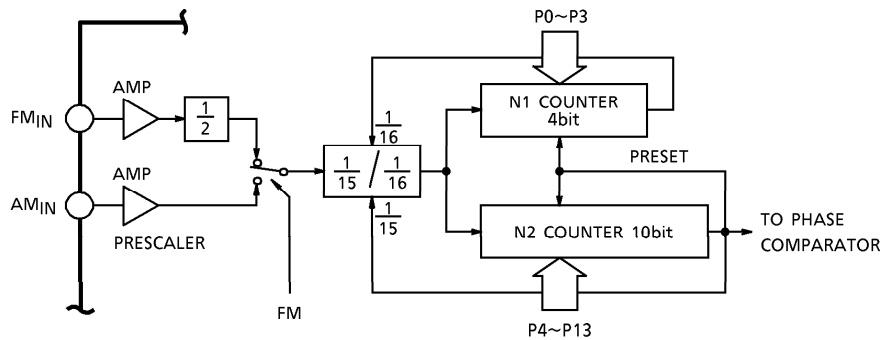 P0~P3
AMP
FMIN
1
2
1
16
N1 COUNTER
4bit
PRESET
1
15
/
1
16
AMP
AMIN
PRESCALER
1
15
N2 COUNTER 10bit
TO PHASE
COMPARATOR
FM
P4~P13